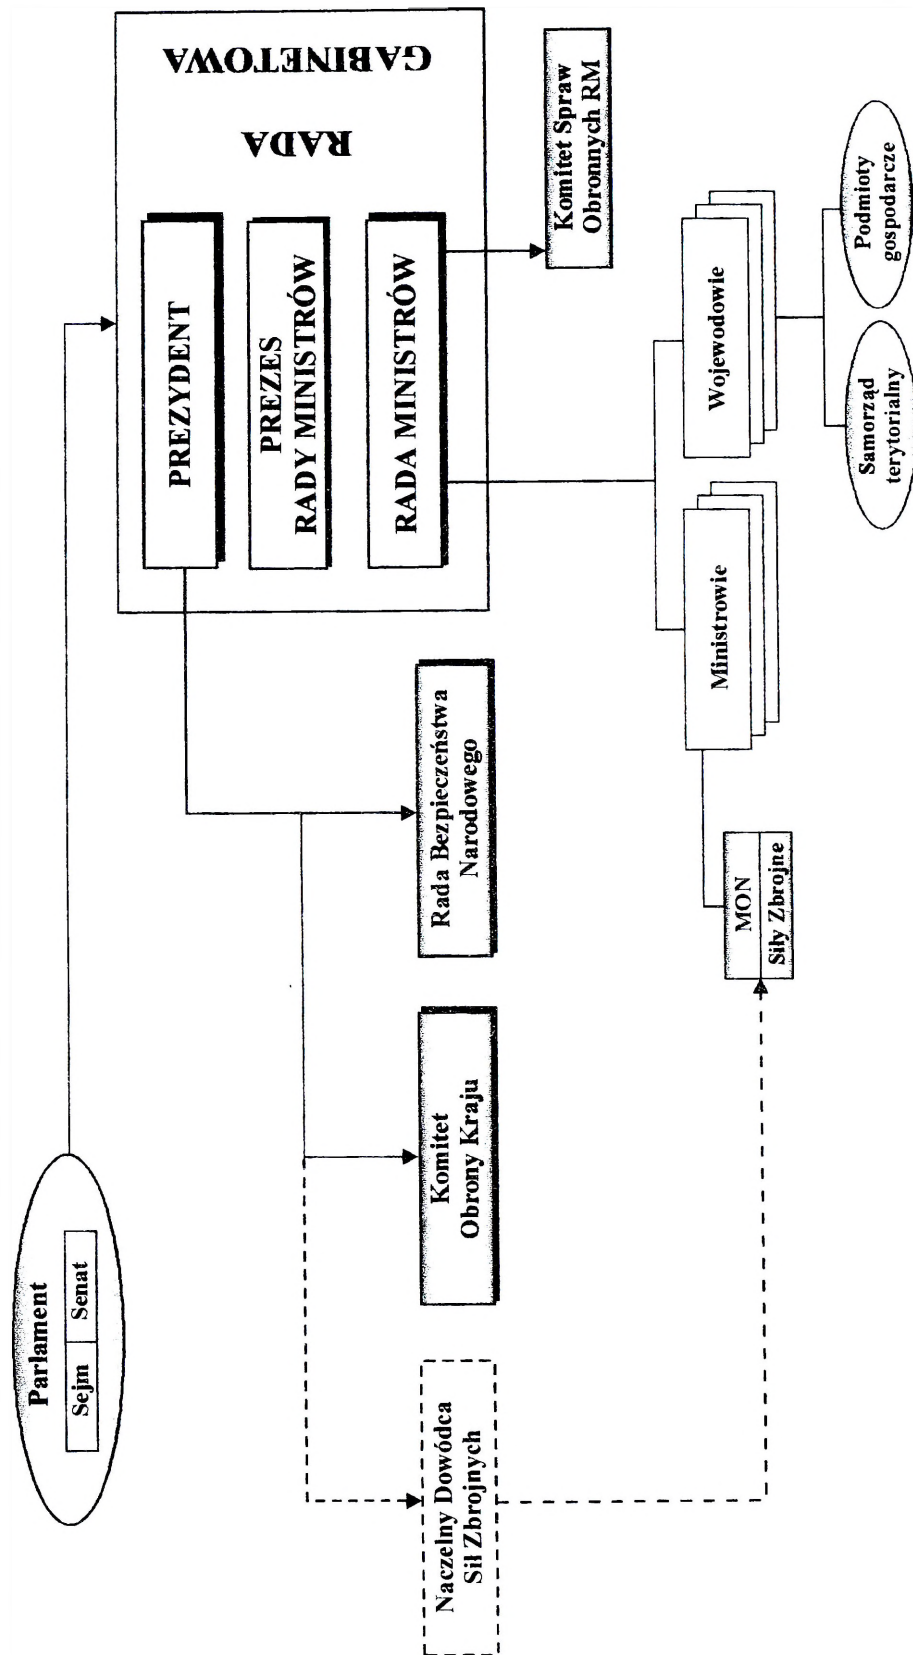 Parlament
Sejm
Senat
PREZYDENT
PREZES
RADY MINISTRÓW
RADA MINISTRÓW
RADA
GABINETOWA
Naczelny Dowódca
Sił Zbrojnych
Komitet
Obrony Kraju
Rada Bezpieczeństwa
Narodowego
Komitet Spraw
Obronnych RM
MON
Siły Zbrojne
Ministrowie
Wojewodowie
Samorząd
terytorialny
Podmioty
gospodarcze